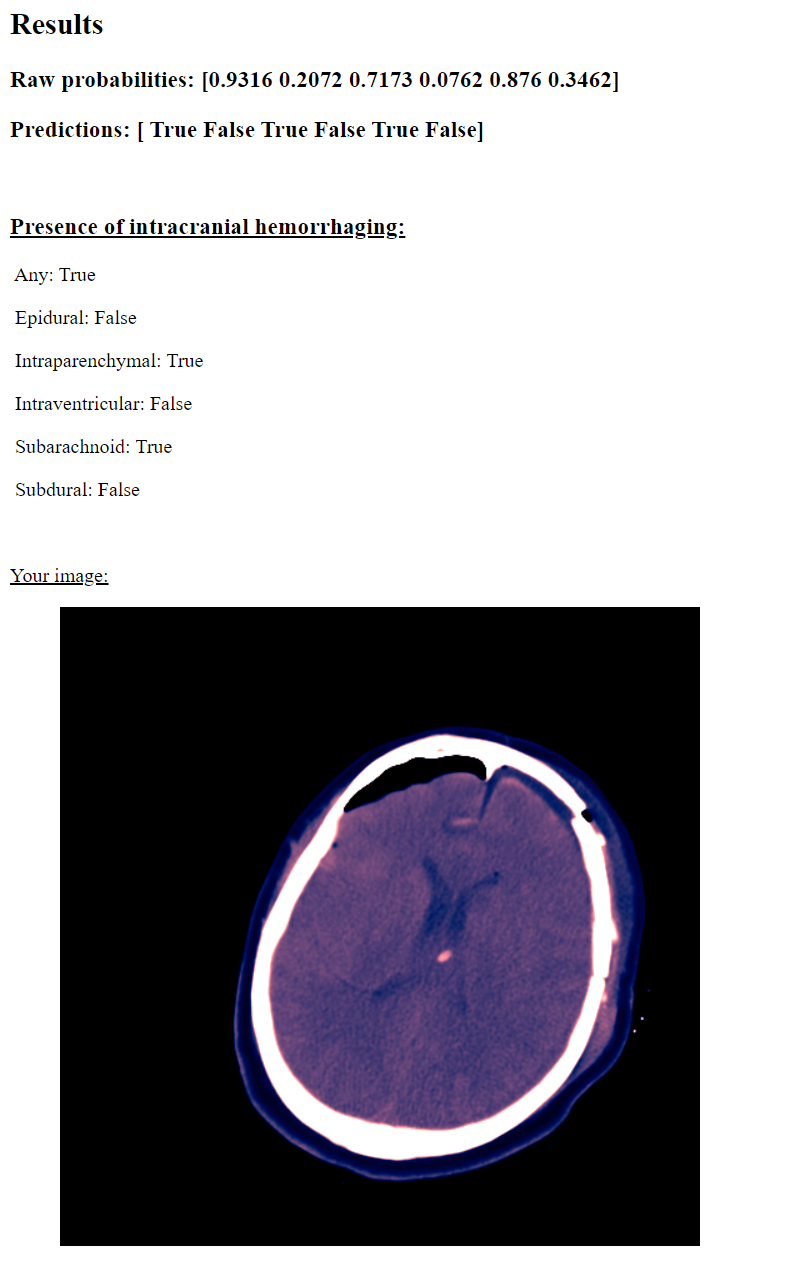 Results
Raw probabilities: [0.9316 0.2072 0.7173 0.0762 0.876 0.3462]
Predictions: [ True False True False True False]
Presence of intracranial hemorrhaging:
Any: True
Epidural: False
Intraparenchymal: True
Intraventricular: False
Subarachnoid: True
Subdural: False
Your image: